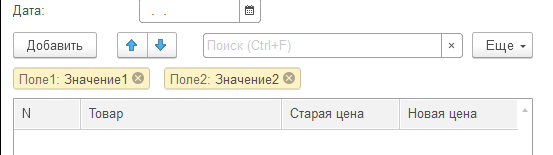 Дата: . .
Добавить Поиск (Ctrl+F) × Еще
Поле1: Значение1 Поле2: Значение2
N Товар Старая цена Новая цена